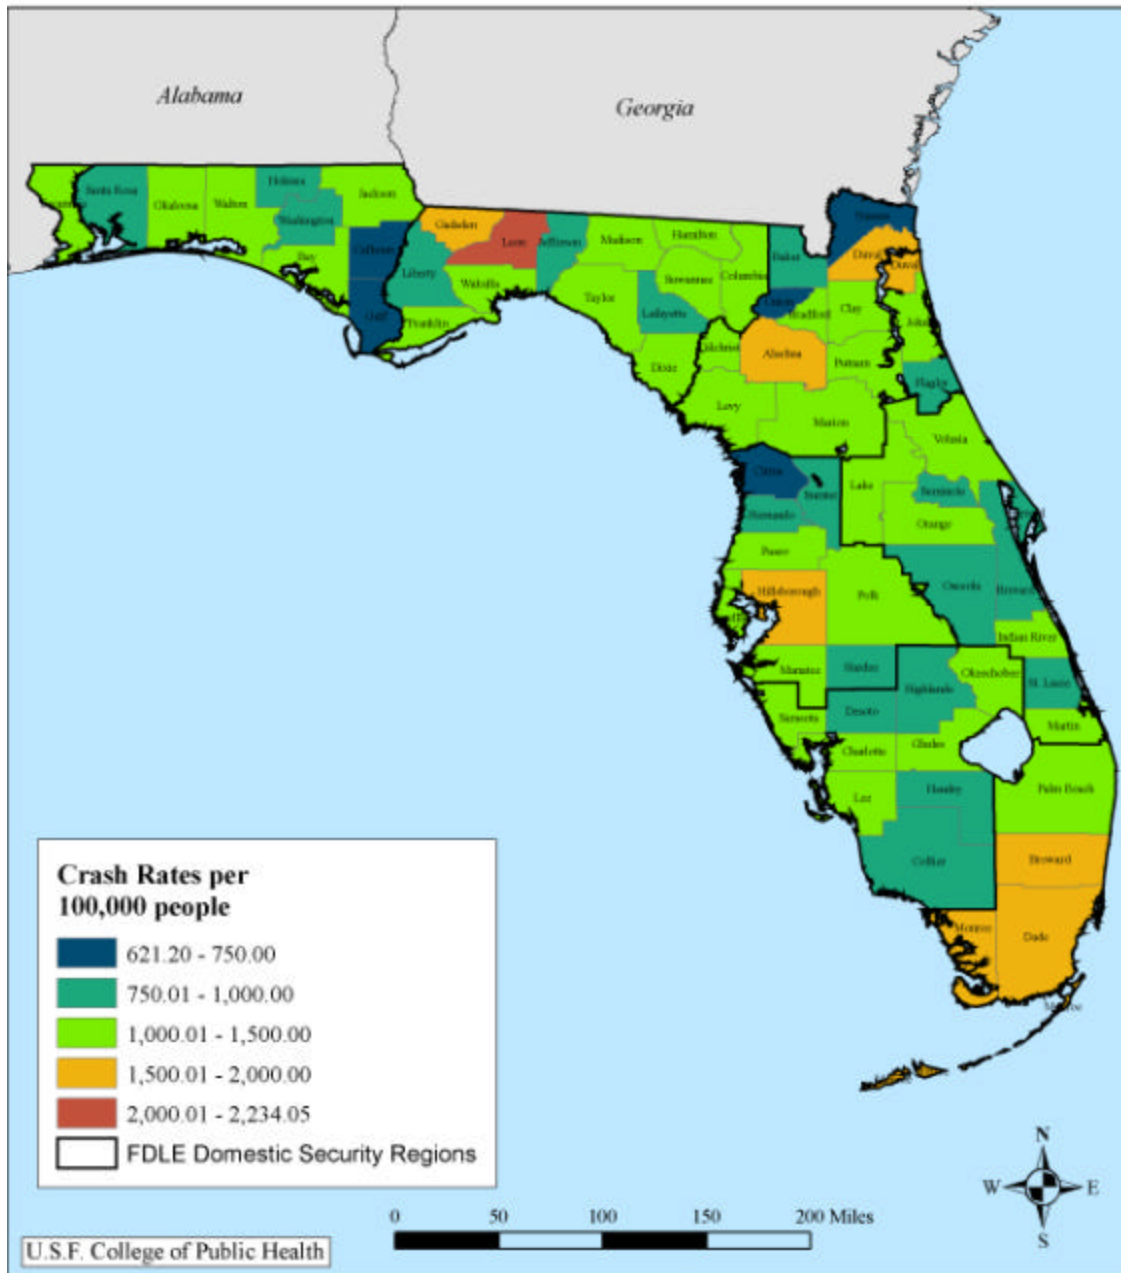 Alabama
Georgia
Santa Rosa
Okaloosa
Walton
Holmes
Washington
Jackson
Bay
Calhoun
Gulf
Liberty
Gadsden
Leon
Jefferson
Wakulla
Franklin
Madison
Hamilton
Suwannee
Columbia
Taylor
Lafayette
Dixie
Baker
Nassau
Duval
Duval
Union
Bradford
Clay
Gilchrist
Alachua
Putnam
Flagler
Levy
Marion
Volusia
Citrus
Sumter
Hernando
Lake
Seminole
Orange
Pasco
Hillsborough
Polk
Osceola
Brevard
Indian River
Manatee
Hardee
Highlands
Okeechobee
St. Lucie
Sarasota
Desoto
Martin
Charlotte
Glades
Lee
Hendry
Palm Beach
Collier
Broward
Monroe
Dade
Crash Rates per
100,000 people
621.20 - 750.00
750.01 - 1,000.00
1,000.01 - 1,500.00
1,500.01 - 2,000.00
2,000.01 - 2,234.05
FDLE Domestic Security Regions
N
W E
S
0 50 100 150 200 Miles
U.S.F. College of Public Health